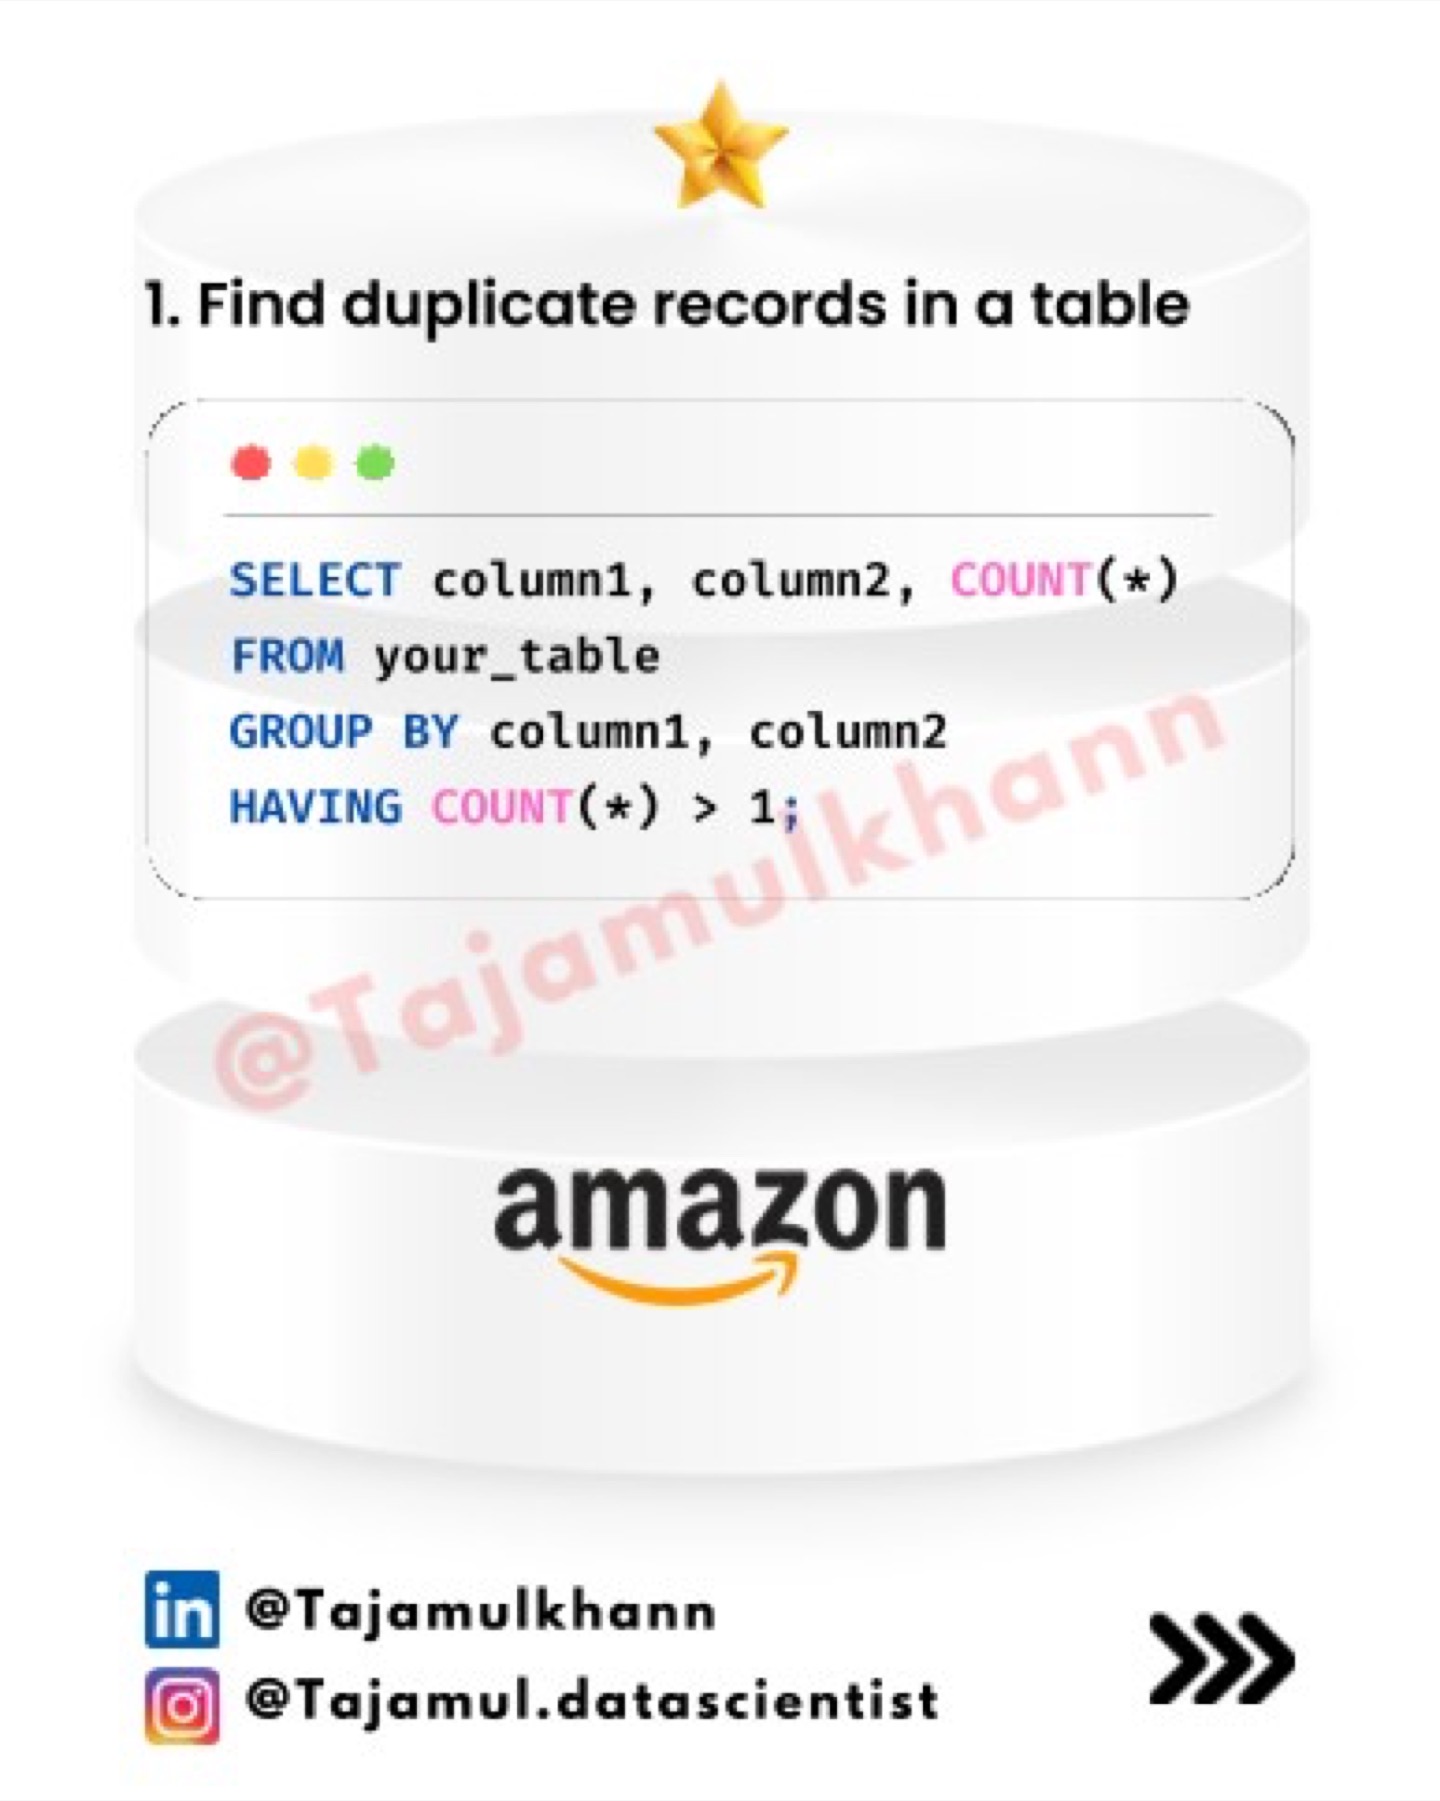 1. Find duplicate records in a table
SELECT column1, column2, COUNT(*)
FROM your_table
GROUP BY column1, column2
HAVING COUNT(*) > 1;
@Tajamulkhann
amazon
in @Tajamulkhann
@Tajamul.datascientist